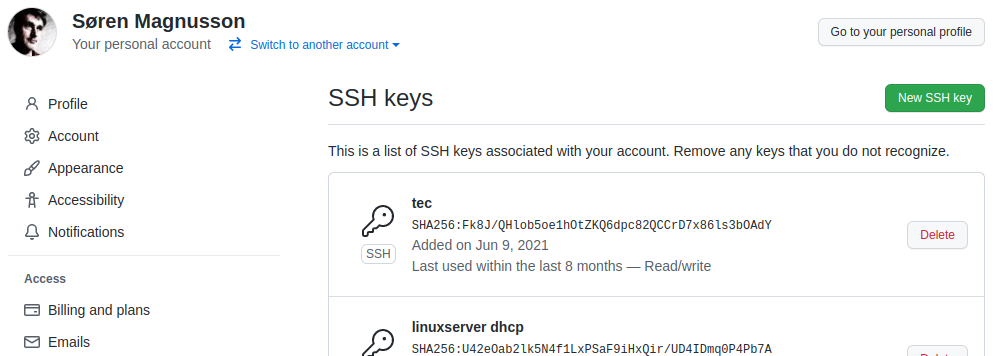 Søren Magnusson
Your personal account
Switch to another account
Go to your personal profile
Profile
Account
Appearance
Accessibility
Notifications
Access
Billing and plans
Emails
SSH keys
New SSH key
This is a list of SSH keys associated with your account. Remove any keys that you do not recognize.
tec
SHA256:Fk8J/QHlob5oe1hOtZKQ6dpc82QCCrD7x86ls3bOAdY
Added on Jun 9, 2021
Last used within the last 8 months — Read/write
SSH
Delete
linuxserver dhcp
SHA256:U42eOab2lk5N4f1LxPSaF9iHxQir/UD4IDmq0P4Pb7A
Delete